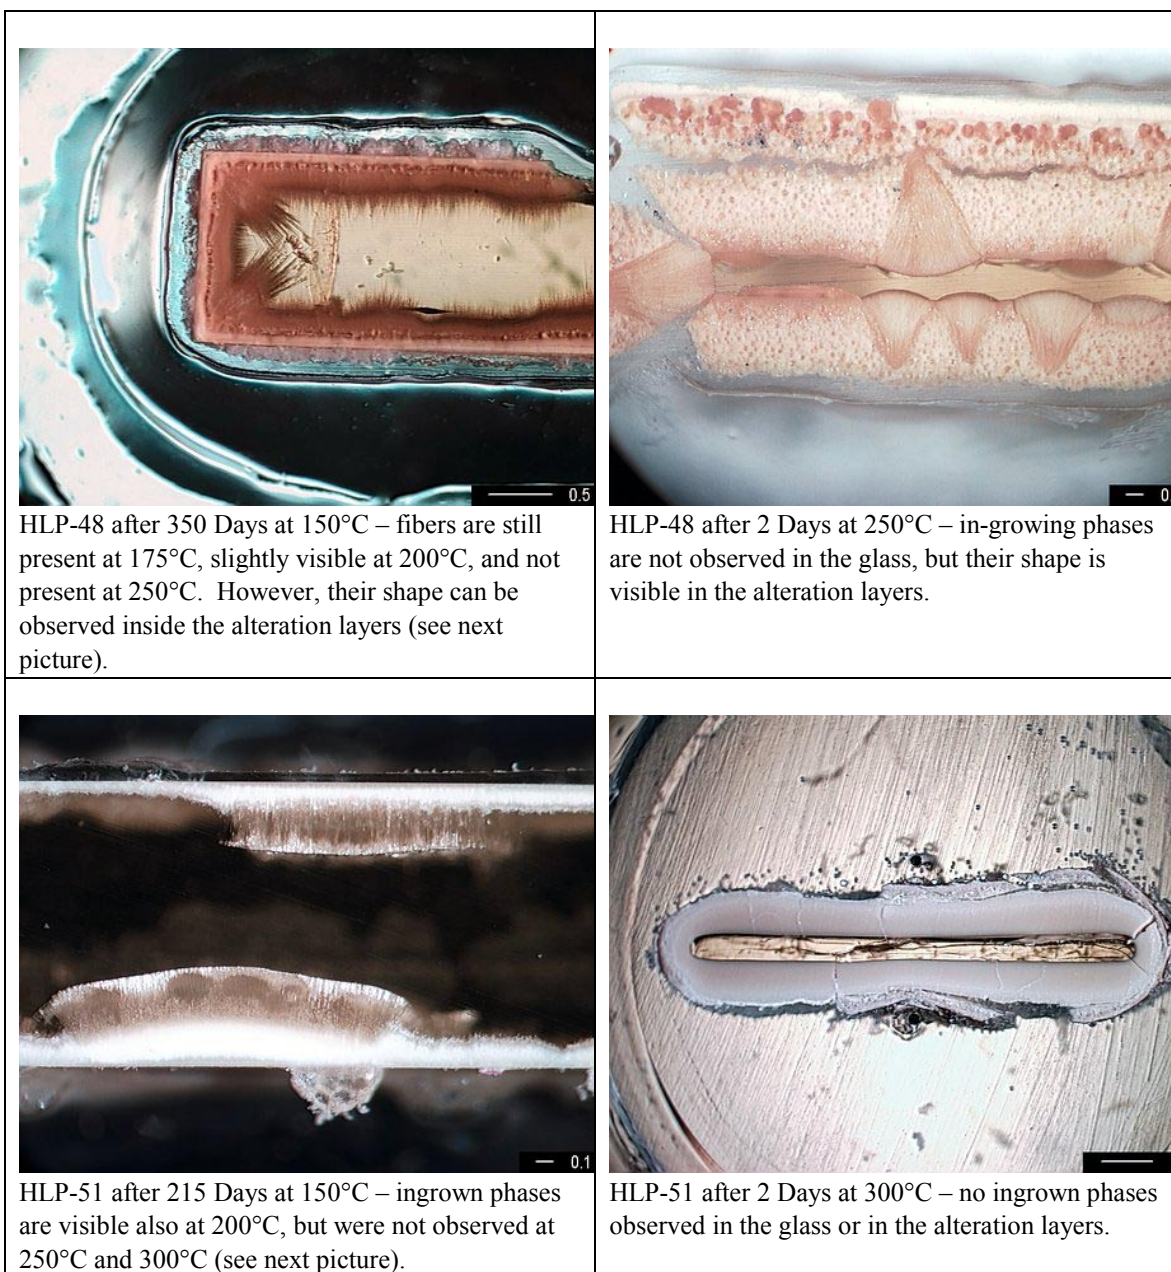 0.5
0
HLP-48 after 350 Days at 150°C – fibers are still
present at 175°C, slightly visible at 200°C, and not
present at 250°C.  However, their shape can be
observed inside the alteration layers (see next
picture).
HLP-48 after 2 Days at 250°C – in-growing phases
are not observed in the glass, but their shape is
visible in the alteration layers.
0.1
HLP-51 after 215 Days at 150°C – ingrown phases
are visible also at 200°C, but were not observed at
250°C and 300°C (see next picture).
HLP-51 after 2 Days at 300°C – no ingrown phases
observed in the glass or in the alteration layers.